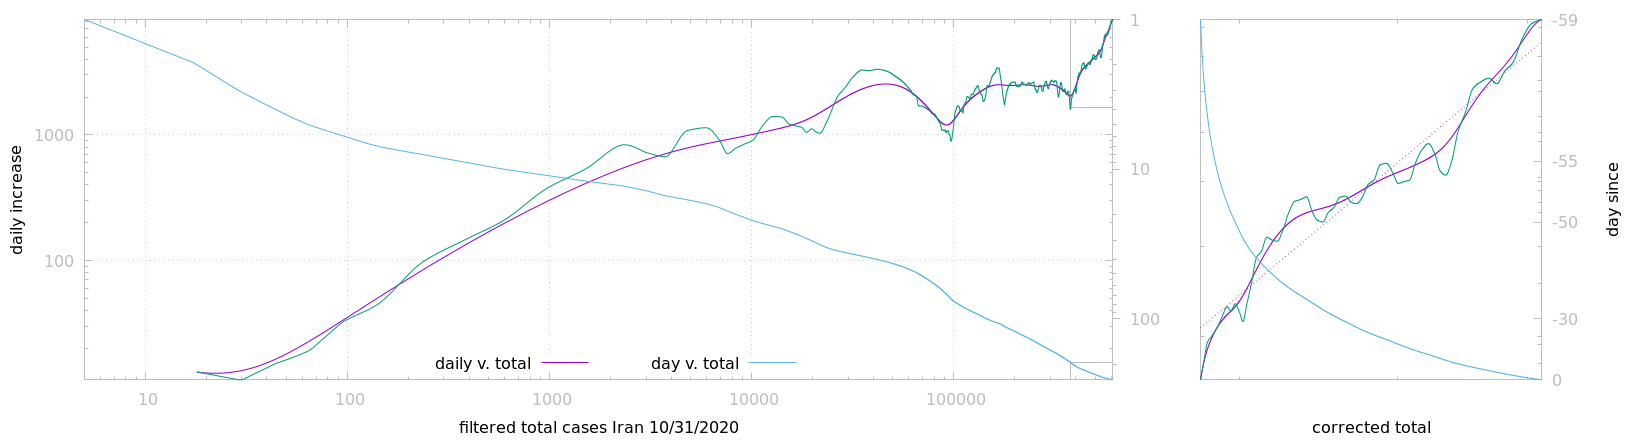 daily increase
1000
100
1
10
100
daily v. total
day v. total
10
100
1000
10000
100000
filtered total cases Iran 10/31/2020
-59
-55
-50
-30
0
day since
corrected total